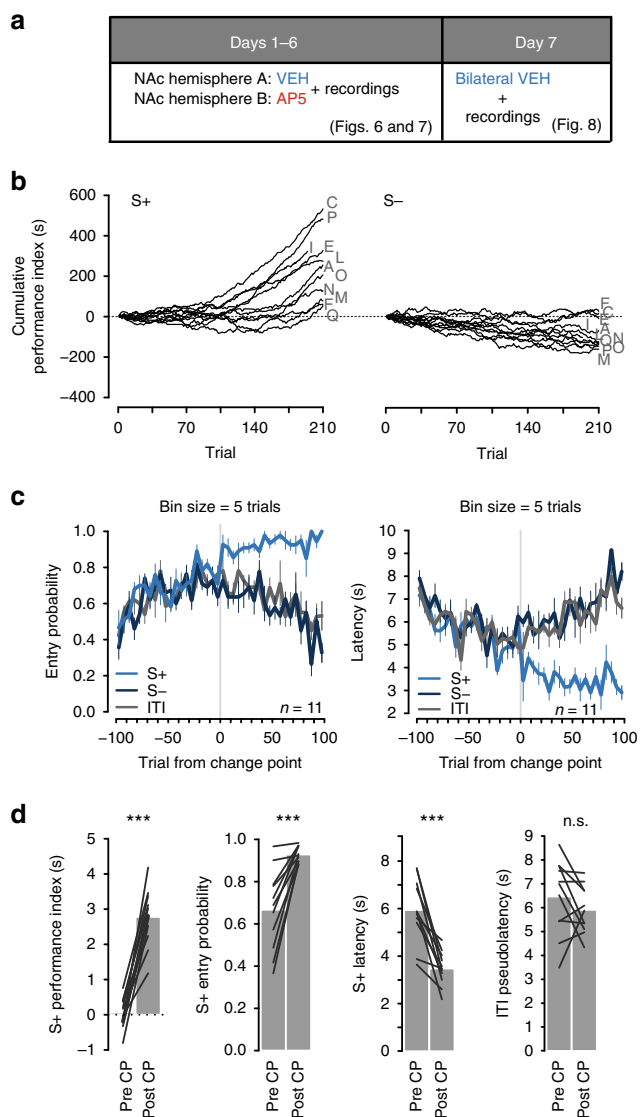 a
Days 1–6
Day 7
NAc hemisphere A: VEH
NAc hemisphere B: AP5
+ recordings
(Figs. 6 and 7)
Bilateral VEH
+
recordings
(Fig. 8)
b
Cumulative
performance index (s)
600
400
200
0
−200
−400
S+
C
P
I
E
L
A
O
N
M
F
Q
0
70
140
210
Trial
S−
F
C
E
L
A
I
Q
N
P
O
M
0
70
140
210
Trial
c
Bin size = 5 trials
Entry probability
1.0
0.8
0.6
0.4
0.2
0.0
S+
S−
ITI
n = 11
−100
−50
0
50
100
Trial from change point
Bin size = 5 trials
Latency (s)
10
9
8
7
6
5
4
3
2
S+
S−
ITI
n = 11
−100
−50
0
50
100
Trial from change point
d
***
S+ performance index (s)
5
4
3
2
1
0
−1
Pre CP
Post CP
***
S+ entry probability
1.0
0.8
0.6
0.4
0.2
0.0
Pre CP
Post CP
***
S+ latency (s)
9
8
7
6
5
4
3
2
1
0
Pre CP
Post CP
n.s.
ITI pseudolatency (s)
9
8
7
6
5
4
3
2
1
0
Pre CP
Post CP